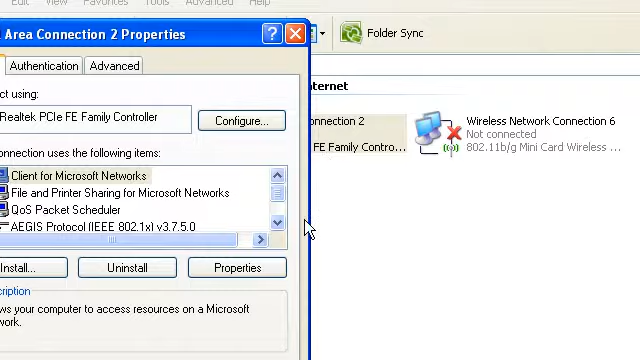 Edit View Favorites Tools Advanced Help
Area Connection 2 Properties
Folder Sync
Authentication Advanced
ternet
ct using:
Realtek PCIe FE Family Controller
Configure...
onnection 2
FE Family Contro...
Wireless Network Connection 6
Not connected
802.11b/g Mini Card Wireless ...
onnection uses the following items:
Client for Microsoft Networks
File and Printer Sharing for Microsoft Networks
QoS Packet Scheduler
AEGIS Protocol (IEEE 802.1x) v3.7.5.0
Install... Uninstall Properties
cription
ws your computer to access resources on a Microsoft
work.